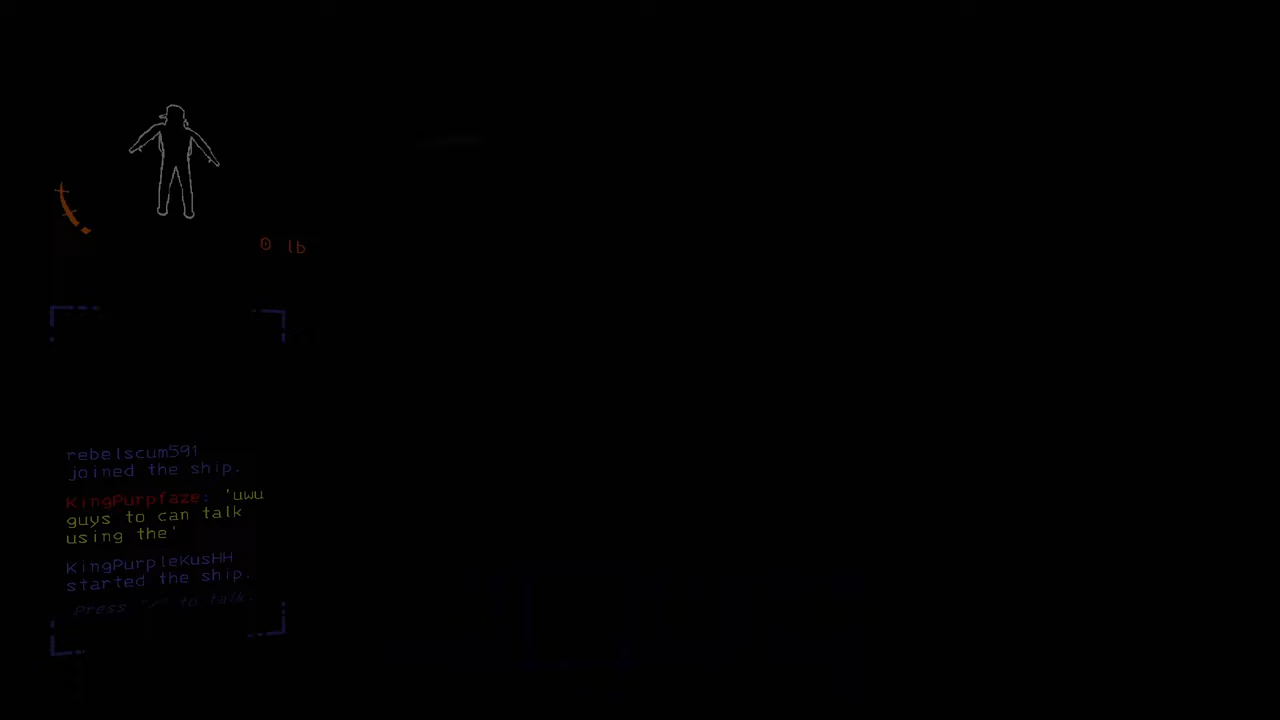 0 lb
rebelscum591
joined the ship.
KingPurpfaze: 'uwu
guys to can talk
using the'
KingPurpleKusHH
started the ship.
Press "/" to talk.